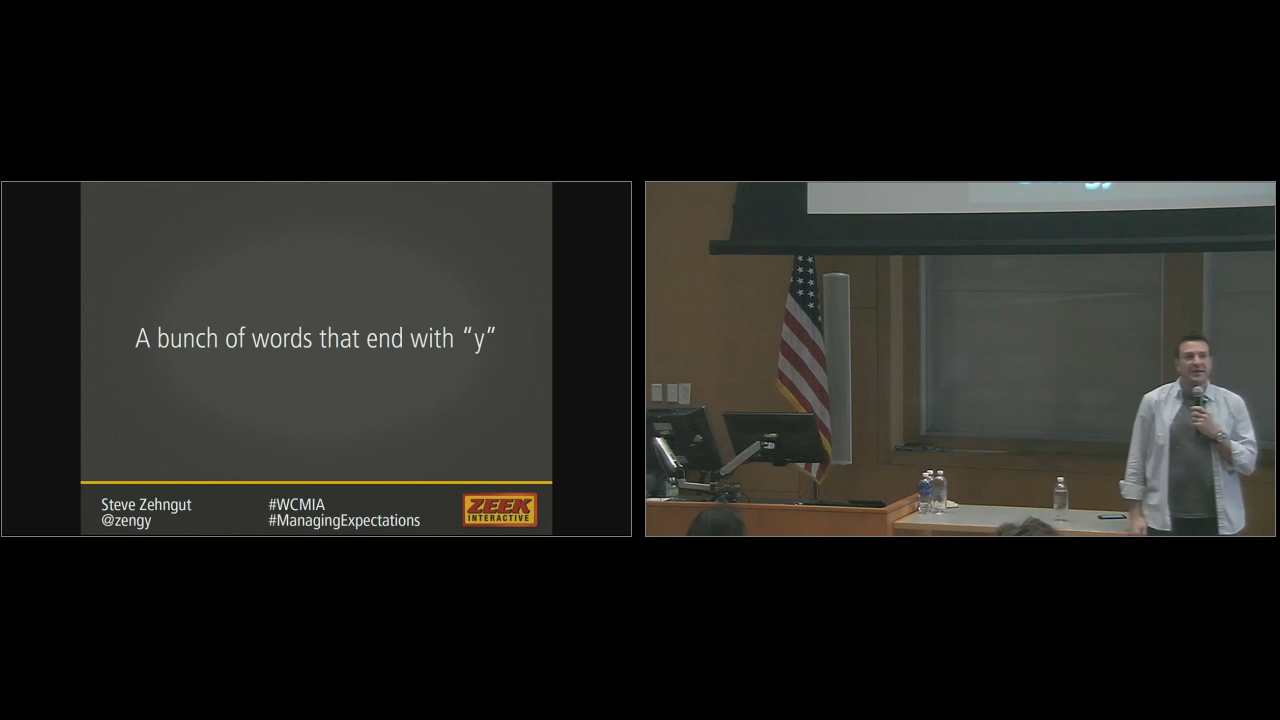 A bunch of words that end with “y”
Steve Zehngut
@zengy
#WCMIA
#ManagingExpectations
ZEEK
INTERACTIVE